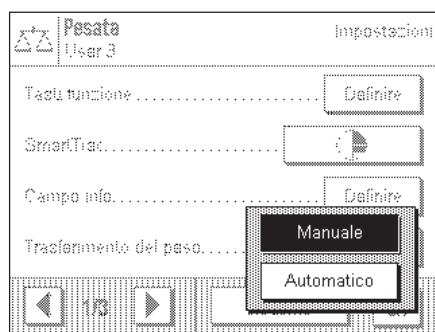 Pesata
User 3
Impostazioni
Tasti funzione Definire
SmartTrac
Campo info Definire
Trasferimento del peso
Manuale
Automatico
1/3